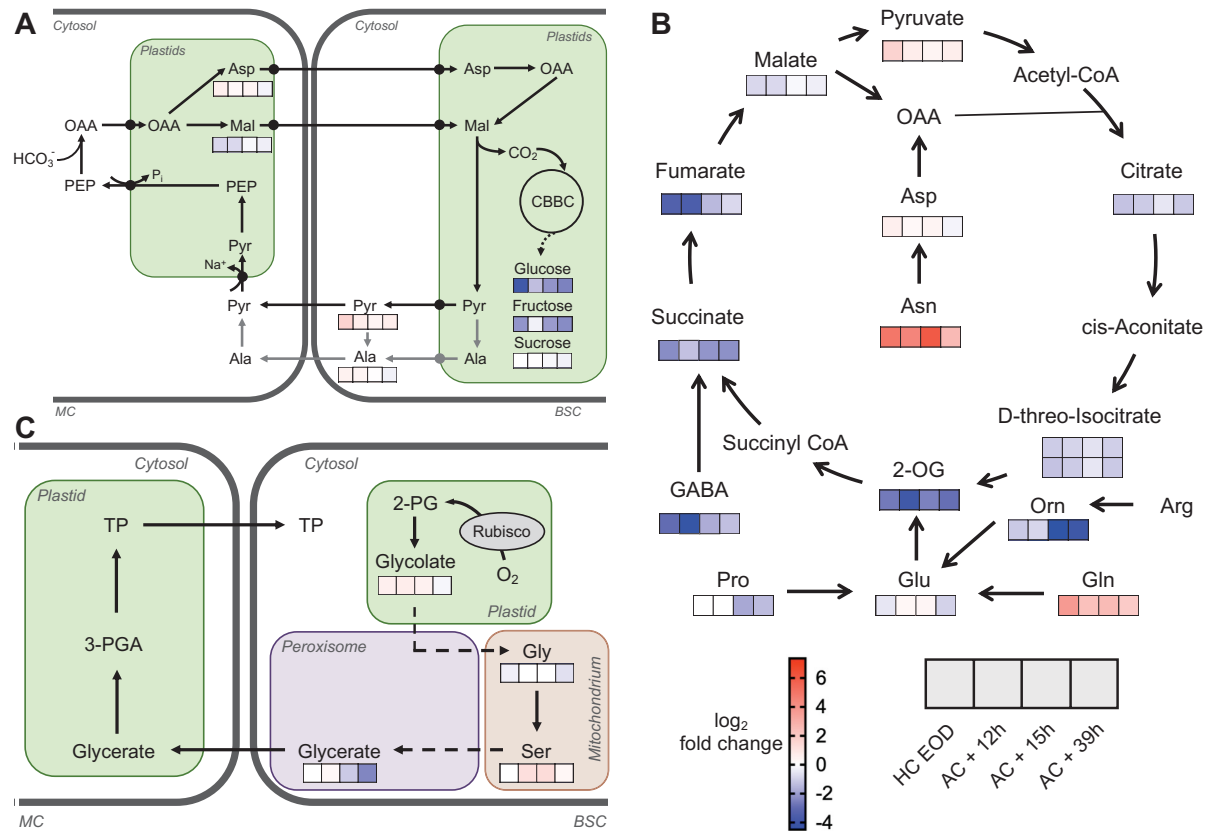 A
Cytosol
Cytosol
Plastids
Plastids
Asp
Asp
OAA
OAA
OAA
Mal
Mal
HCO3-
CO2
PEP
Pi
PEP
CBBC
Pyr
Na+
Glucose
Fructose
Sucrose
Pyr
Pyr
Pyr
Ala
Ala
Ala
MC
BSC
B
Pyruvate
Malate
Acetyl-CoA
OAA
Fumarate
Citrate
Asp
Asn
Succinate
cis-Aconitate
D-threo-Isocitrate
Succinyl CoA
2-OG
GABA
Orn
Arg
Pro
Glu
Gln
log2
fold change
6
4
2
0
-2
-4
HC EOD
AC + 12h
AC + 15h
AC + 39h
C
Cytosol
Cytosol
Plastid
2-PG
TP
TP
Rubisco
Glycolate
O2
Plastid
3-PGA
Peroxisome
Gly
Mitochondrium
Glycerate
Glycerate
Ser
MC
BSC